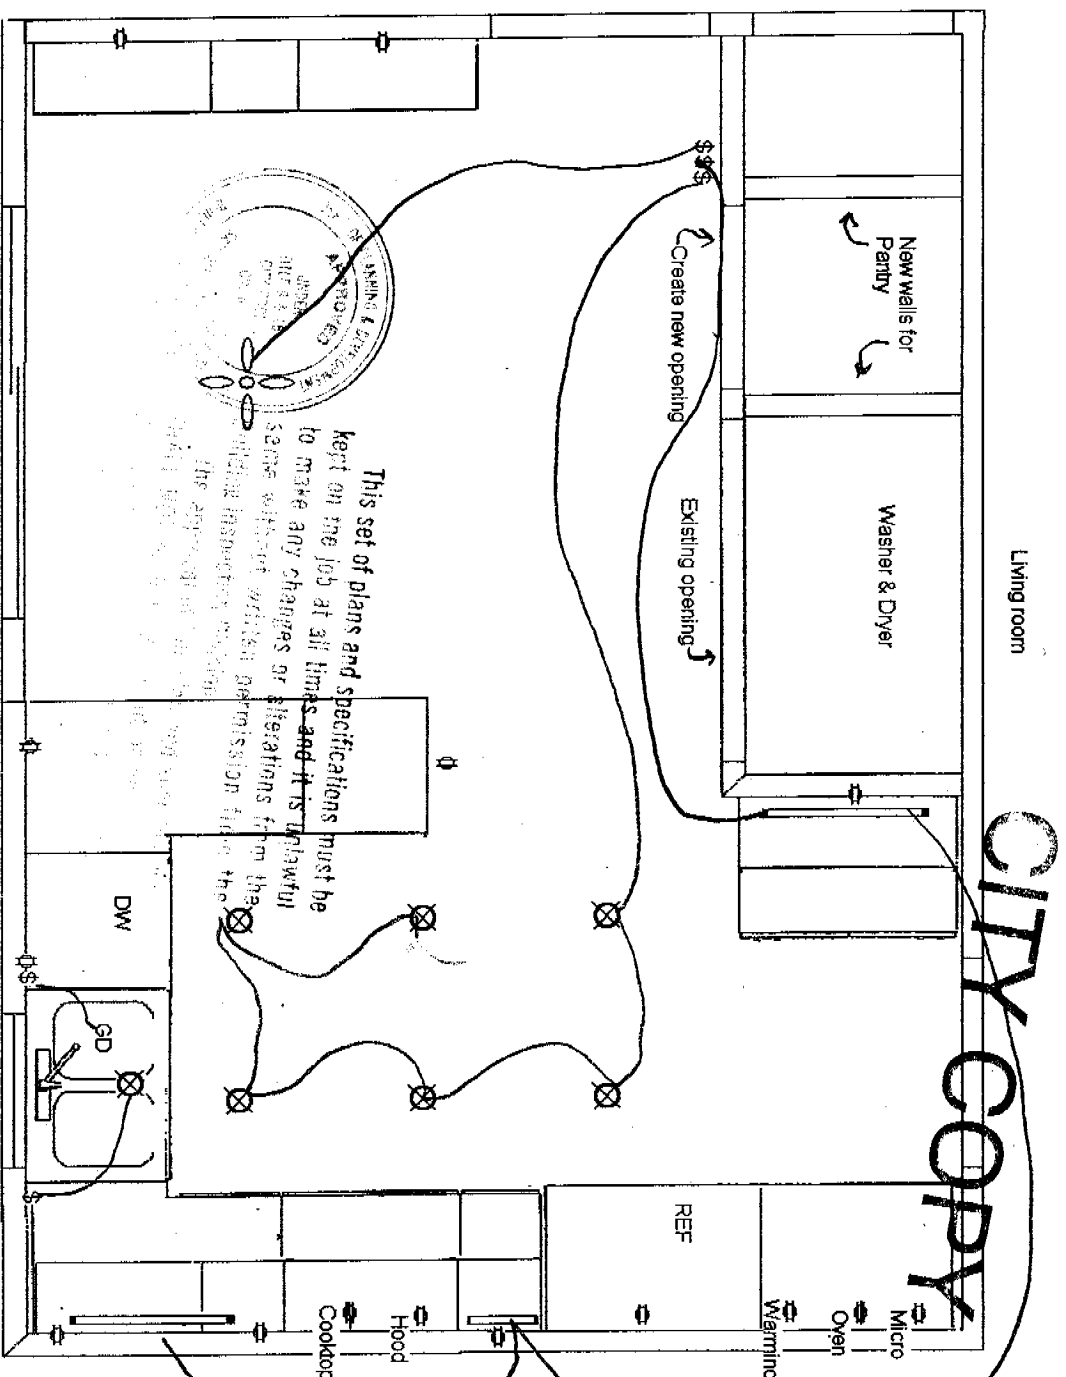 Living room
CITY COPY
New walls for
Pantry
Washer & Dryer
$$$
Create new opening
Existing opening
APPROVED
UNDER
PLANNING & DEVELOPMENT
This set of plans and specifications must be
kept on the job at all times and it is unlawful
to make any changes or alterations from the
same without written permission from the
DW
$
GD
$
REF
Micro
Oven
Warming
Hood
Cooktop